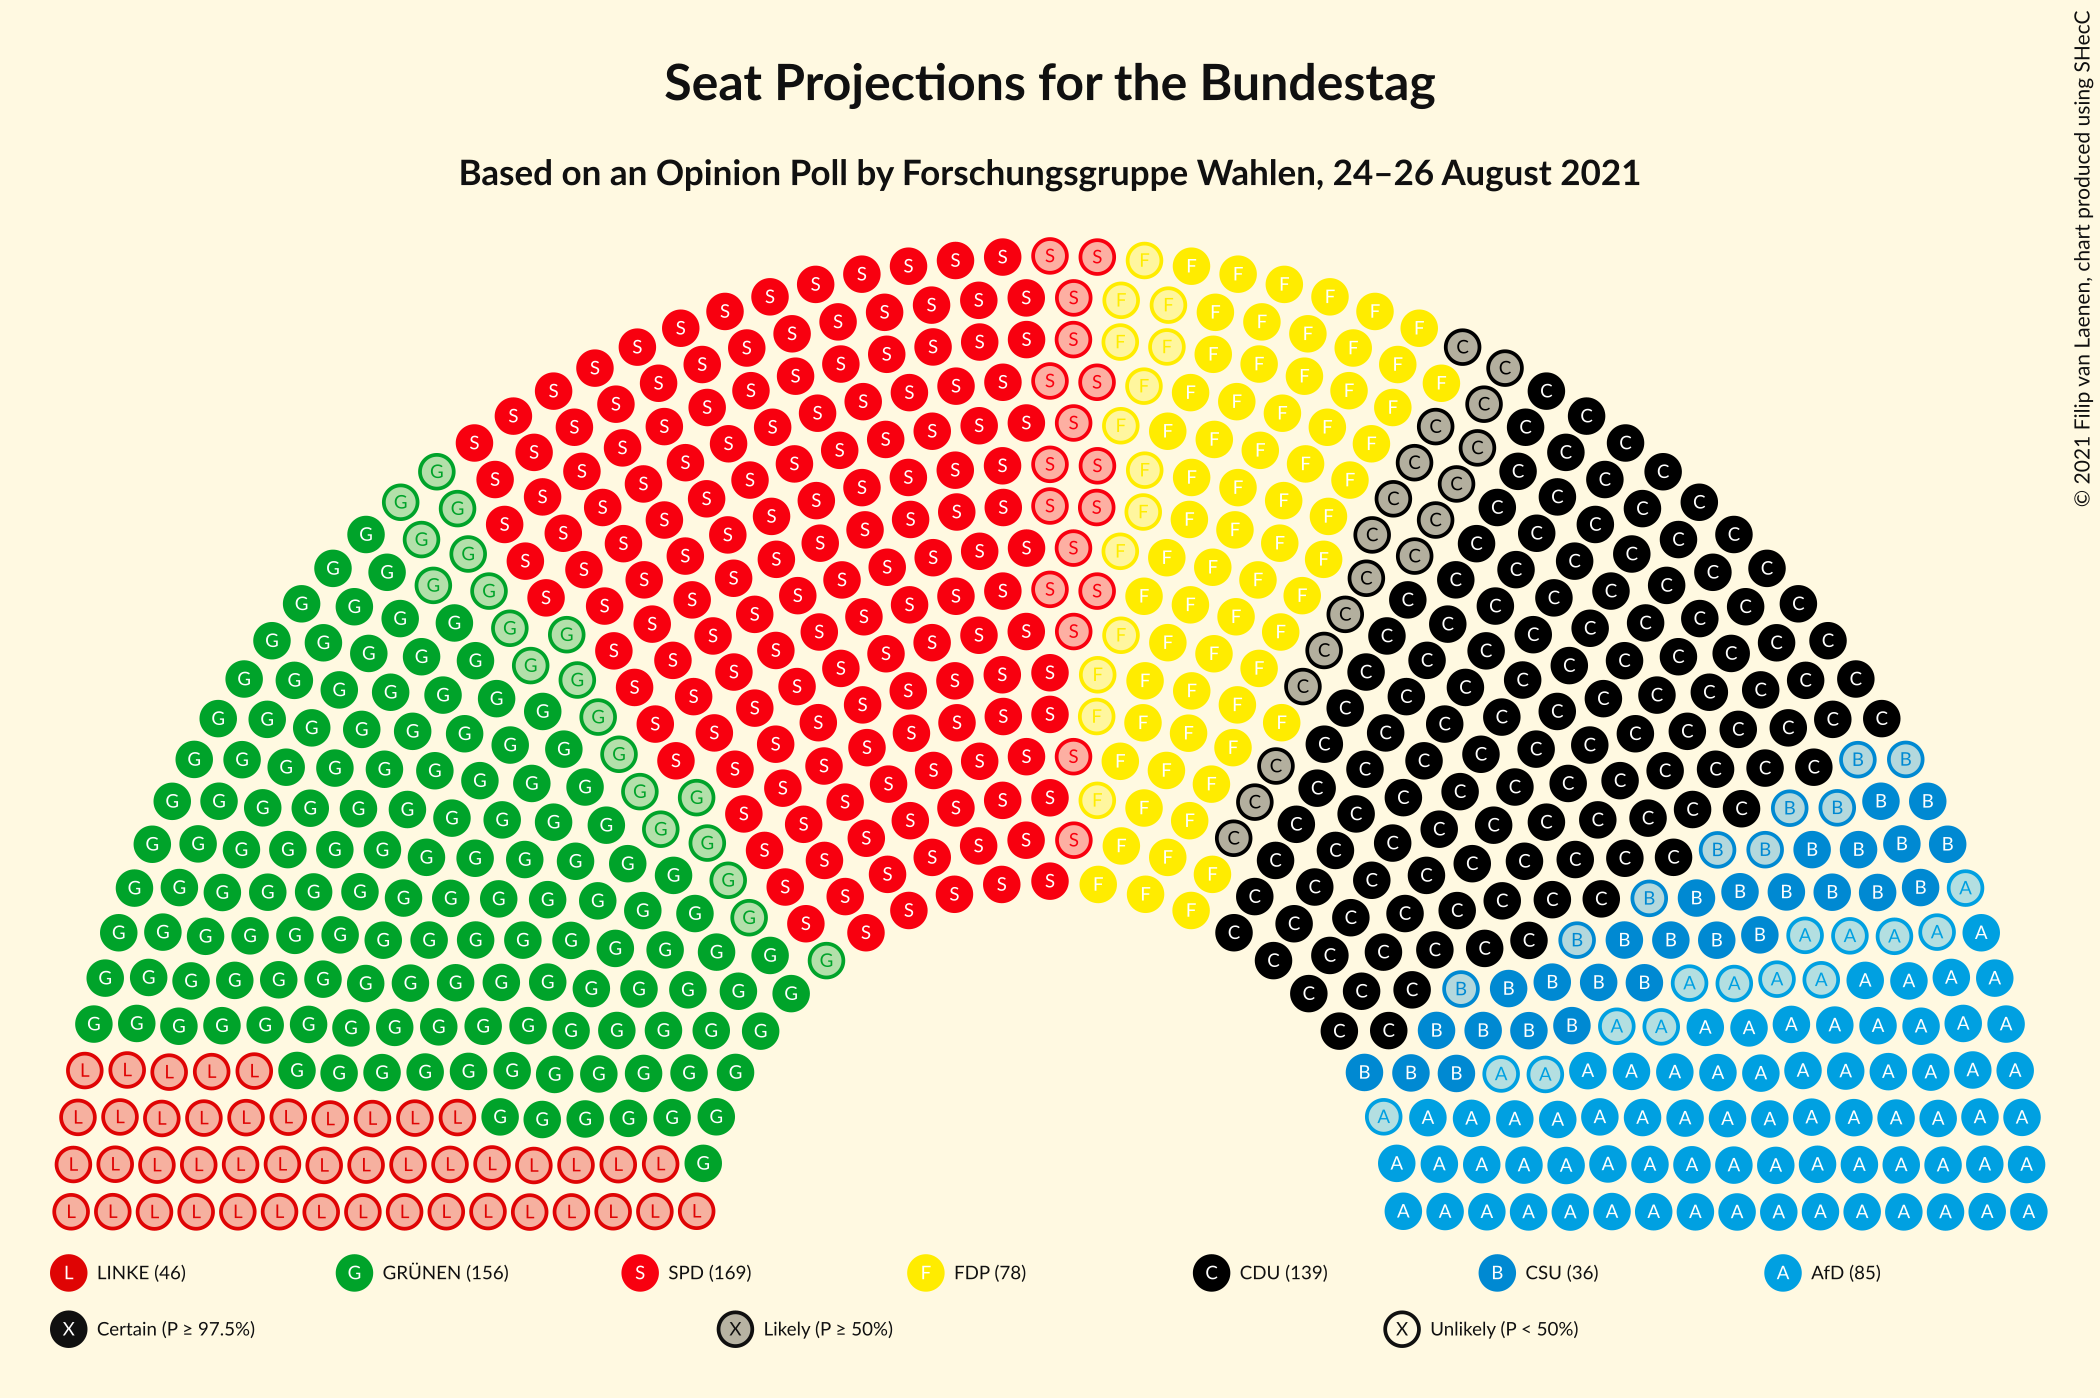 Seat Projections for the Bundestag
Based on an Opinion Poll by Forschungsgruppe Wahlen, 24–26 August 2021
© 2021 Filip van Laenen, chart produced using SHecC
L LINKE (46)
G GRÜNEN (156)
S SPD (169)
F FDP (78)
C CDU (139)
B CSU (36)
A AfD (85)
X Certain (P ≥ 97.5%)
X Likely (P ≥ 50%)
X Unlikely (P < 50%)